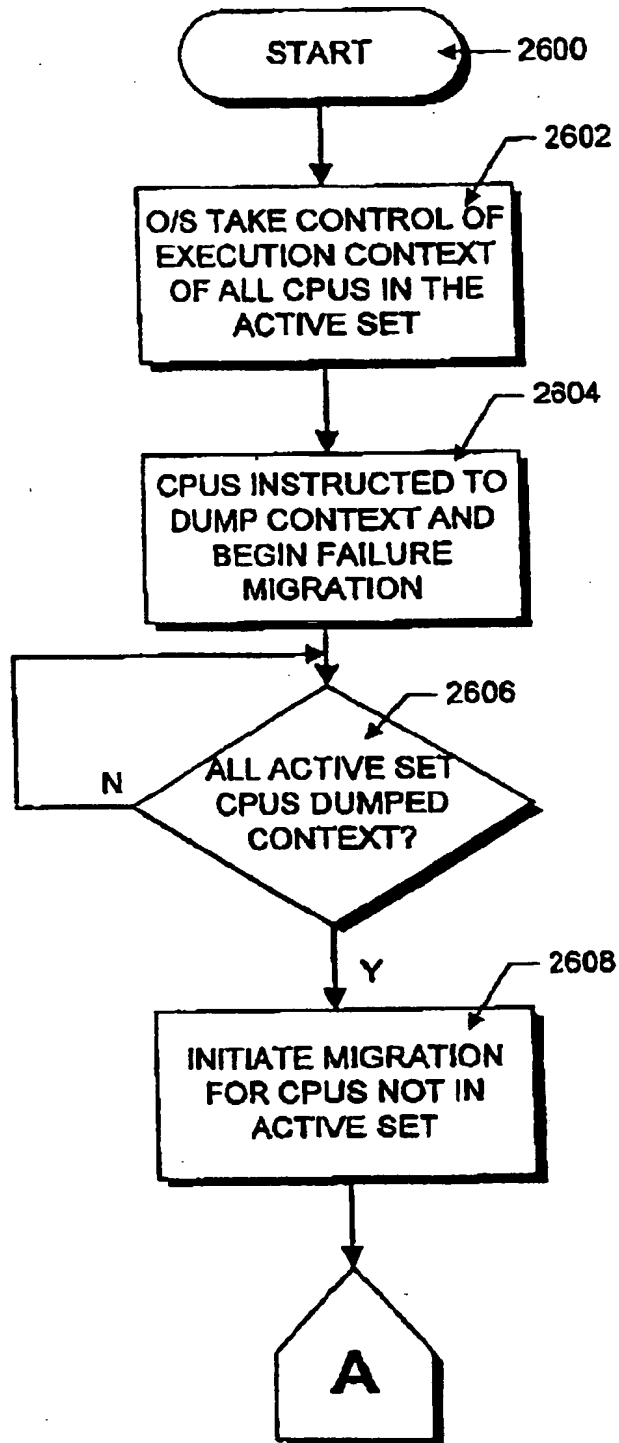 START
2600
2602
O/S TAKE CONTROL OF
EXECUTION CONTEXT
OF ALL CPUS IN THE
ACTIVE SET
2604
CPUS INSTRUCTED TO
DUMP CONTEXT AND
BEGIN FAILURE
MIGRATION
2606
N
ALL ACTIVE SET
CPUS DUMPED
CONTEXT?
Y
2608
INITIATE MIGRATION
FOR CPUS NOT IN
ACTIVE SET
A